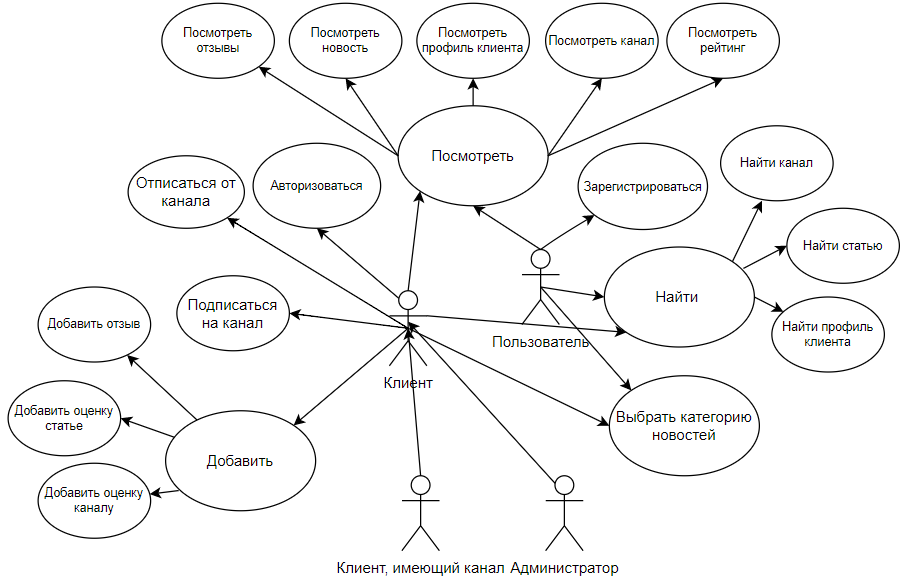 Посмотреть
отзывы
Посмотреть
новость
Посмотреть
профиль клиента
Посмотреть канал
Посмотреть
рейтинг
Посмотреть
Отписаться от
канала
Авторизоваться
Зарегистрироваться
Найти канал
Найти статью
Найти
Найти профиль
клиента
Подписаться
на канал
Пользователь
Клиент
Добавить отзыв
Добавить оценку
статье
Добавить
Добавить оценку
каналу
Выбрать категорию
новостей
Клиент, имеющий канал
Администратор